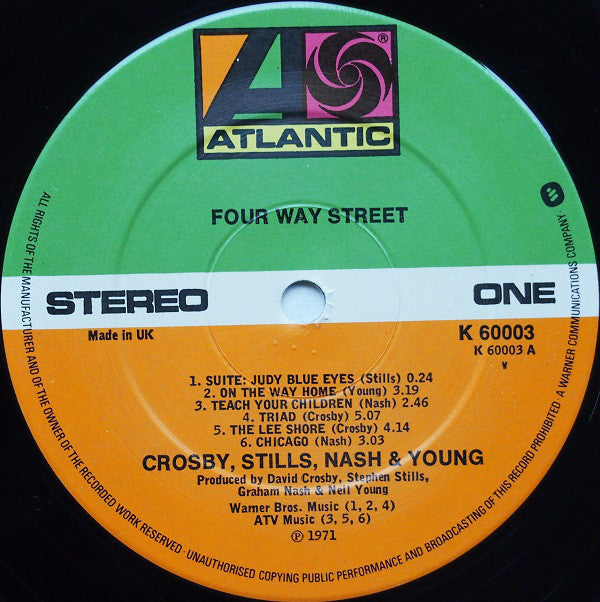 ATLANTIC
®
FOUR WAY STREET
STEREO
ONE
Made in UK
K 60003
K 60003 A
1. SUITE: JUDY BLUE EYES (Stills) 0.24
2. ON THE WAY HOME (Young) 3.19
3. TEACH YOUR CHILDREN (Nash) 2.46
4. TRIAD (Crosby) 5.07
5. THE LEE SHORE (Crosby) 4.14
6. CHICAGO (Nash) 3.03
CROSBY, STILLS, NASH & YOUNG
Produced by David Crosby, Stephen Stills,
Graham Nash & Neil Young
Warner Bros. Music (1, 2, 4)
ATV Music (3, 5, 6)
℗ 1971
ALL RIGHTS OF THE MANUFACTURER AND OF THE OWNER OF THE RECORDED WORK RESERVED · UNAUTHORISED COPYING PUBLIC PERFORMANCE AND BROADCASTING OF THIS RECORD PROHIBITED · A WARNER COMMUNICATIONS COMPANY ·